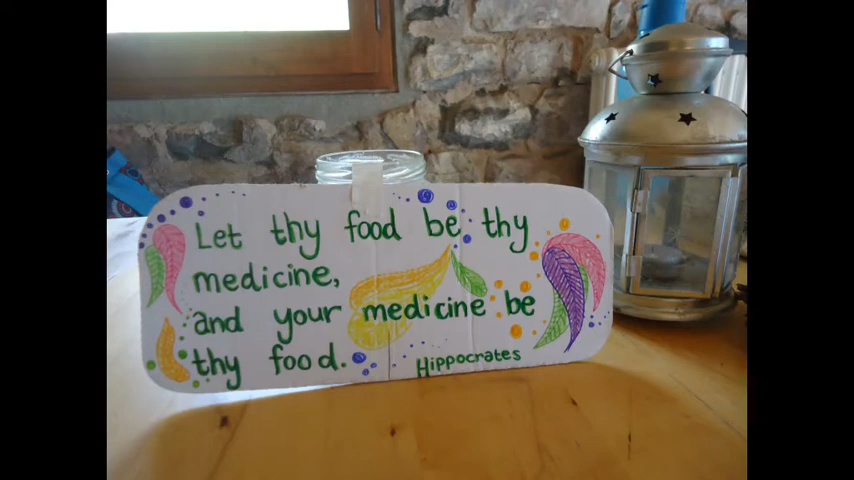 Let thy food be thy
medicine,
and your medicine be
thy food.
Hippocrates